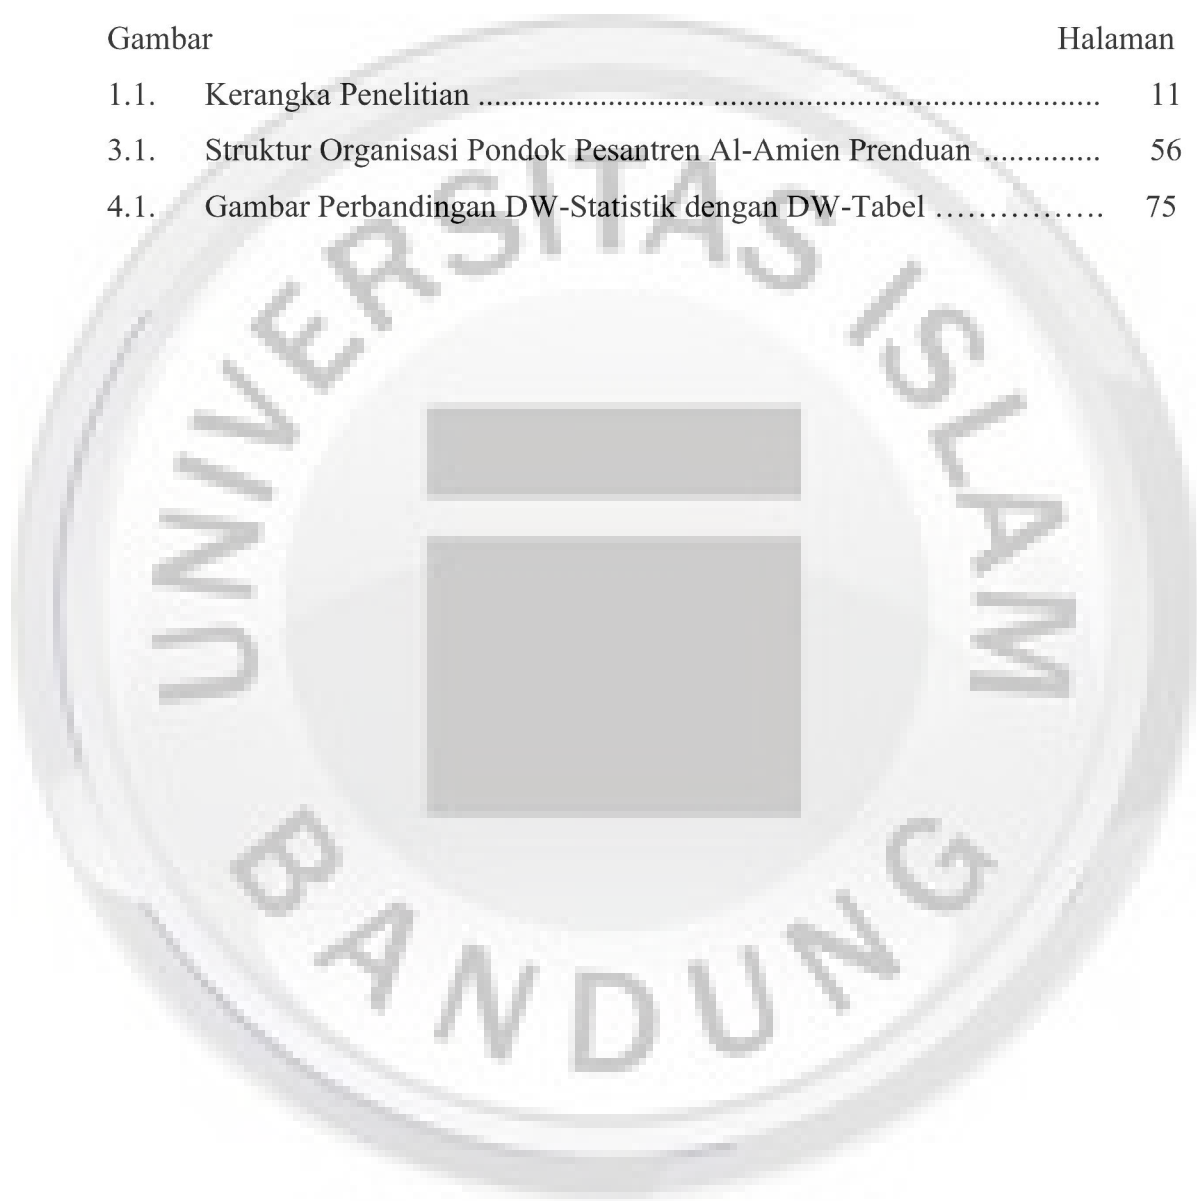 Gambar Halaman
1.1. Kerangka Penelitian ........................... .............................................. 11
3.1. Struktur Organisasi Pondok Pesantren Al-Amien Prenduan .............. 56
4.1. Gambar Perbandingan DW-Statistik dengan DW-Tabel ................ 75
UNIVERSITAS ISLAM
BANDUNG